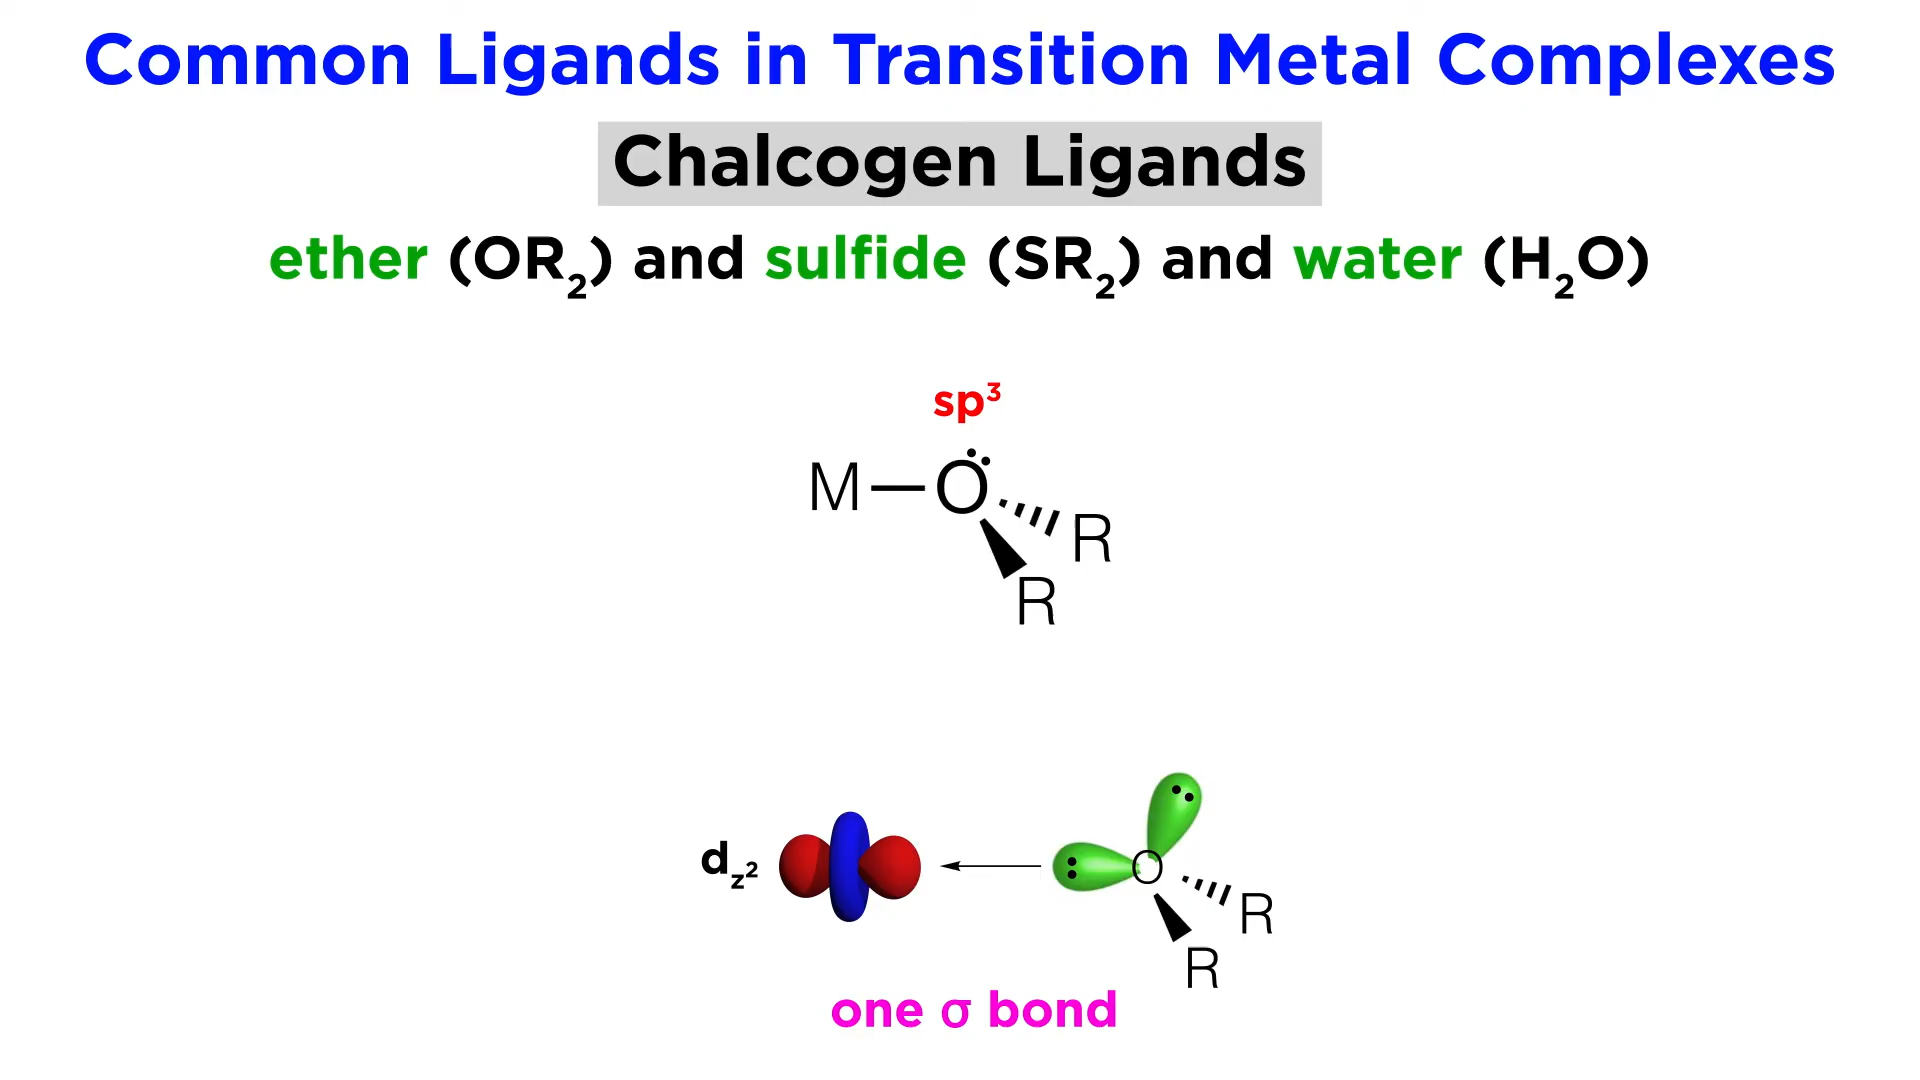 Common Ligands in Transition Metal Complexes
Chalcogen Ligands
ether (OR₂) and sulfide (SR₂) and water (H₂O)
sp³
M—O
R
R
d_z²
O
R
R
one σ bond